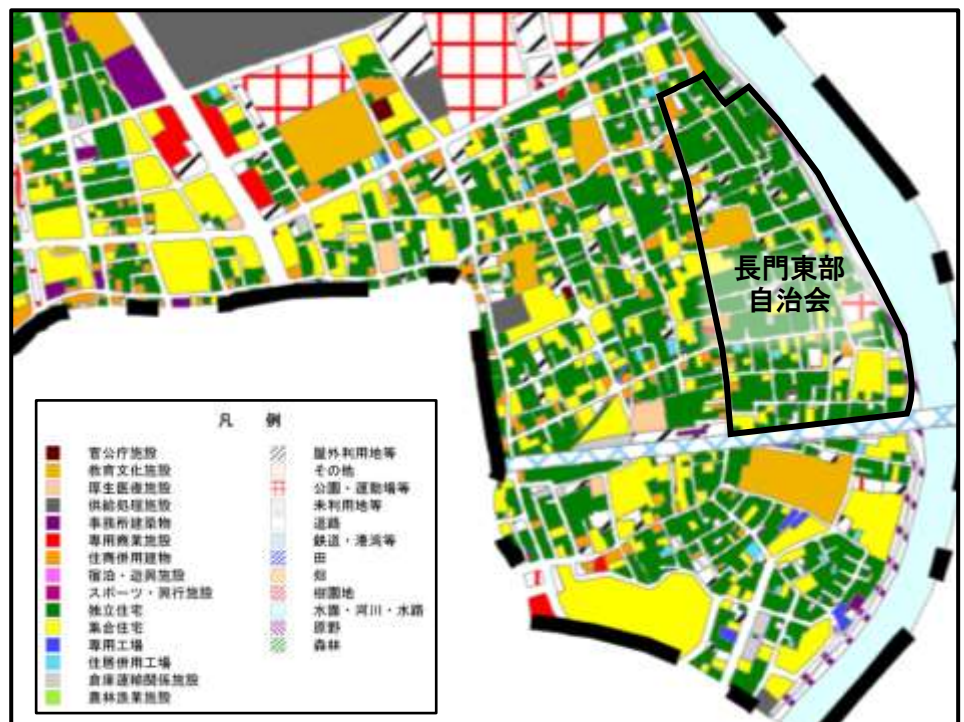 長門東部
自治会
凡 例
官公庁施設
教育文化施設
厚生医療施設
供給処理施設
事務所建築物
専用商業施設
住商併用建物
宿泊・遊興施設
スポーツ・興行施設
独立住宅
集合住宅
専用工場
住居併用工場
倉庫運輸関係施設
農林漁業施設
屋外利用地等
その他
公園・運動場等
未利用地等
道路
鉄道・港湾等
田
畑
樹園地
水面・河川・水路
原野
森林